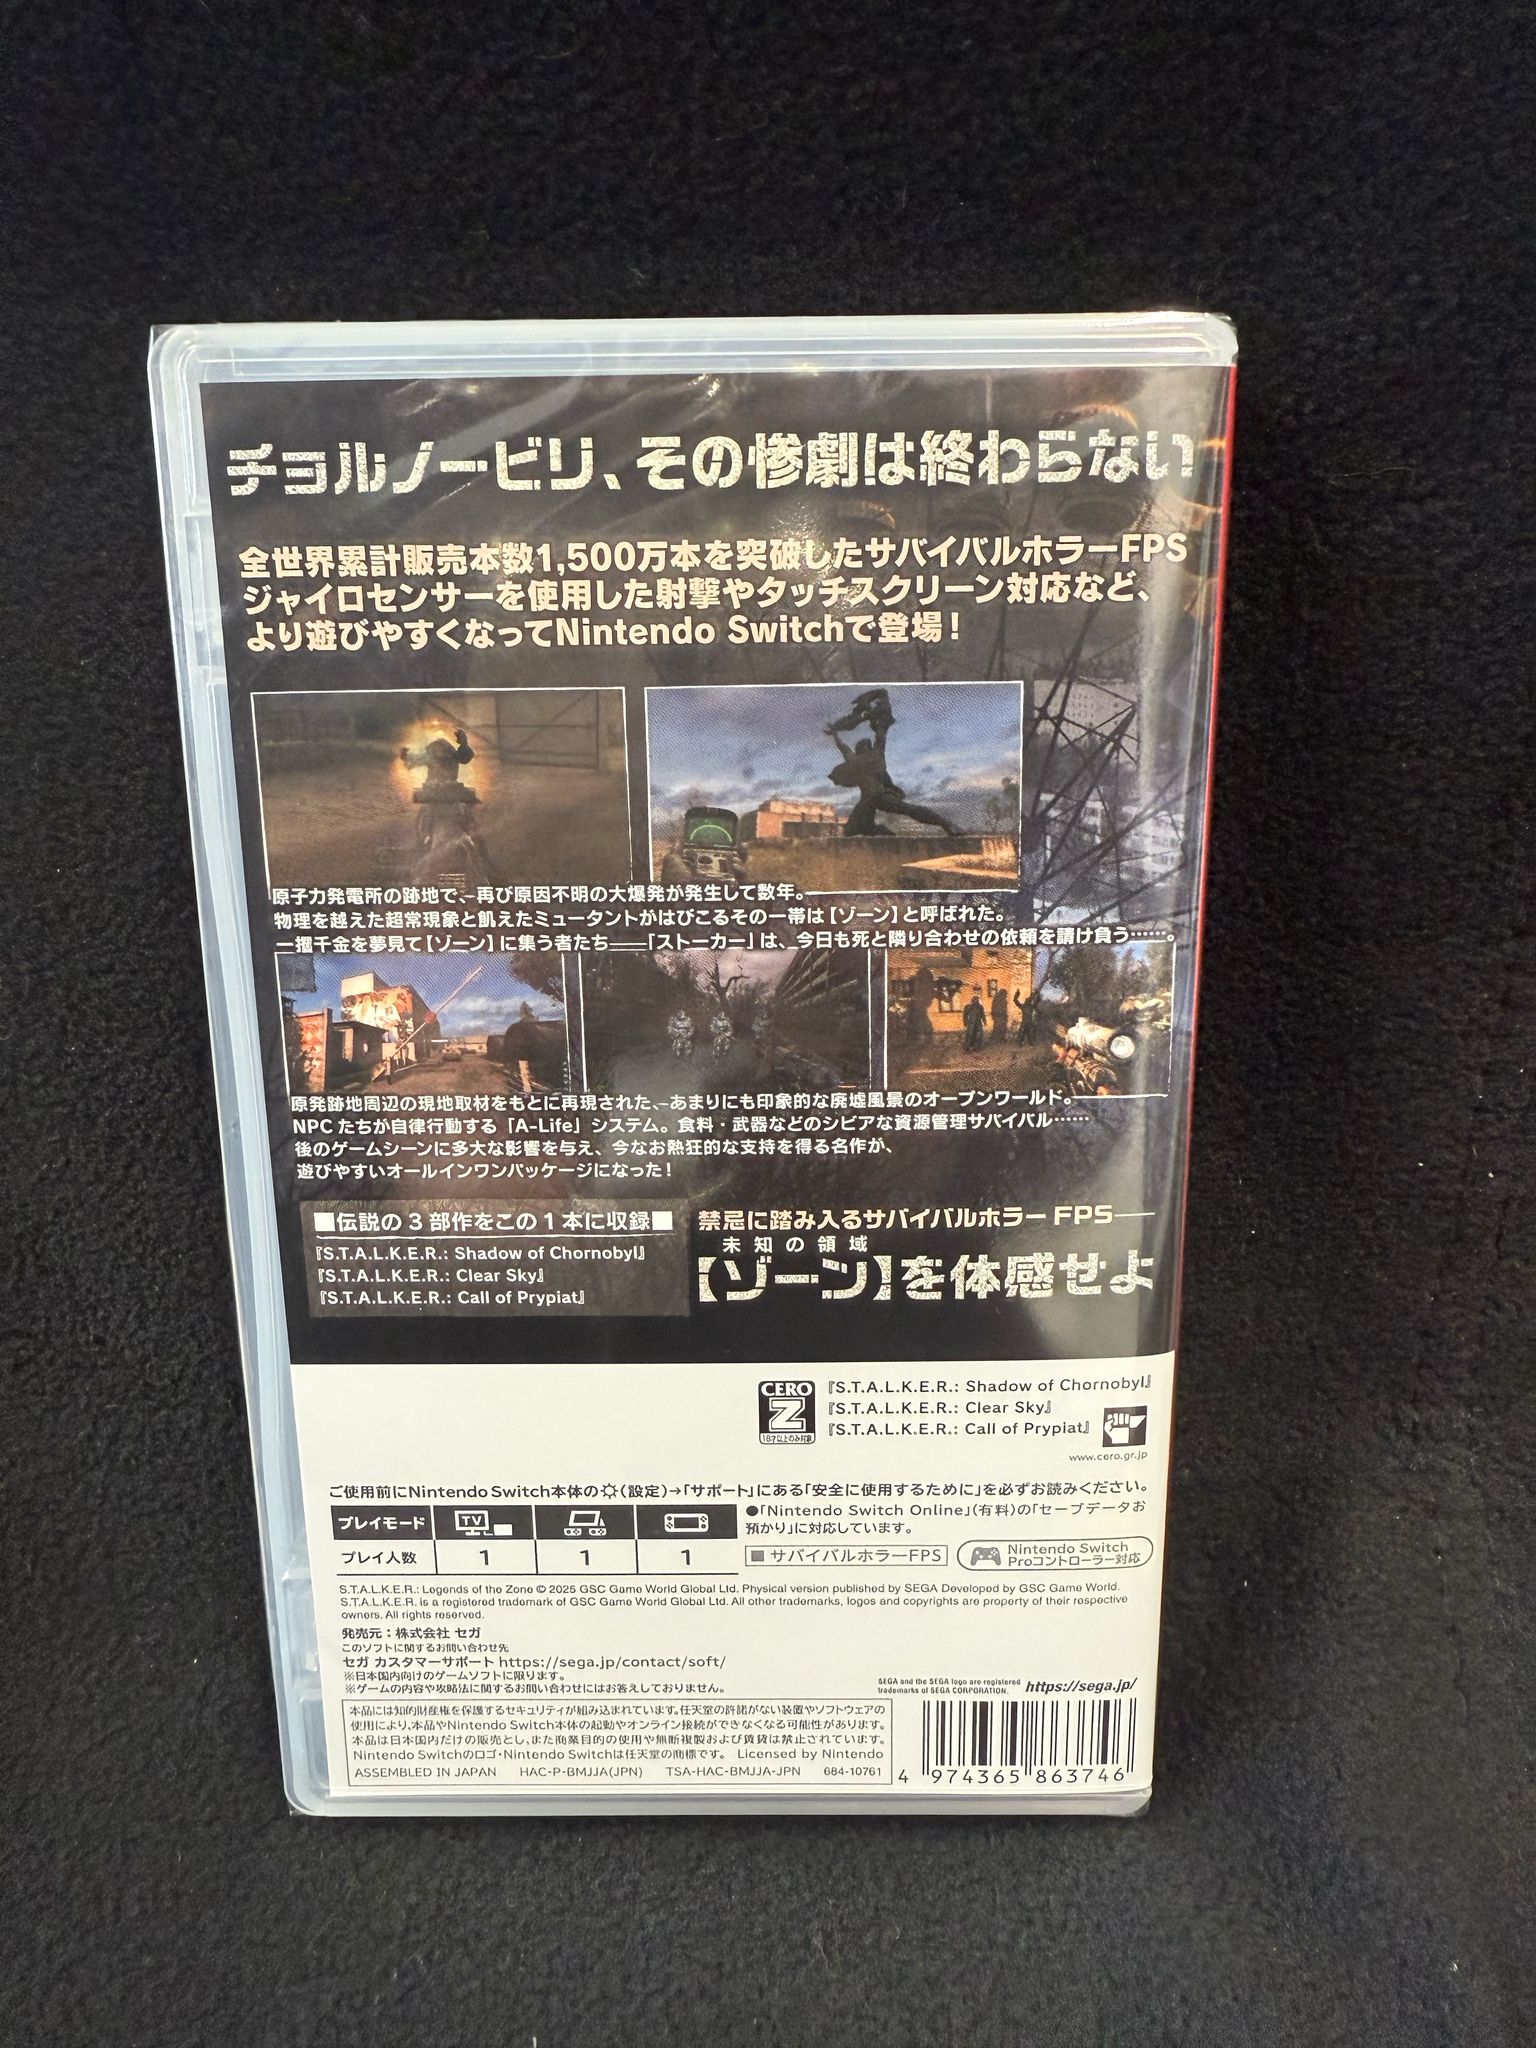 チョルノービリ、その惨劇は終わらない
全世界累計販売本数1,500万本を突破したサバイバルホラーFPS
ジャイロセンサーを使用した射撃やタッチスクリーン対応など、
より遊びやすくなってNintendo Switchで登場！
原子力発電所の跡地で、再び原因不明の大爆発が発生して数年。
物理を越えた超常現象と飢えたミュータントがはびこるその一帯は【ゾーン】と呼ばれた。
一攫千金を夢見て【ゾーン】に集う者たち――「ストーカー」は、今日も死と隣り合わせの依頼を請け負う……。
原発跡地周辺の現地取材をもとに再現された、あまりにも印象的な廃墟風景のオープンワールド。
NPCたちが自律行動する「A-Life」システム。食料・武器などのシビアな資源管理サバイバル……
後のゲームシーンに多大な影響を与え、今なお熱狂的な支持を得る名作が、
遊びやすいオールインワンパッケージになった！
■伝説の3部作をこの1本に収録■
『S.T.A.L.K.E.R.: Shadow of Chornobyl』
『S.T.A.L.K.E.R.: Clear Sky』
『S.T.A.L.K.E.R.: Call of Prypiat』
禁忌に踏み入るサバイバルホラーFPS――
未知の領域
【ゾーン】を体感せよ
CERO
Z
18才以上のみ対象
『S.T.A.L.K.E.R.: Shadow of Chornobyl』
『S.T.A.L.K.E.R.: Clear Sky』
『S.T.A.L.K.E.R.: Call of Prypiat』
www.cero.gr.jp
ご使用前にNintendo Switch本体の(設定)→「サポート」にある「安全に使用するために」を必ずお読みください。
プレイモード TV
プレイ人数 1 1 1
●「Nintendo Switch Online」(有料)の「セーブデータお
預かり」に対応しています。
■ サバイバルホラーFPS
Nintendo Switch
Proコントローラー対応
S.T.A.L.K.E.R.: Legends of the Zone © 2025 GSC Game World Global Ltd. Physical version published by SEGA Developed by GSC Game World.
S.T.A.L.K.E.R. is a registered trademark of GSC Game World Global Ltd. All other trademarks, logos and copyrights are property of their respective
owners. All rights reserved.
発売元：株式会社 セガ
このソフトに関するお問い合わせ先
セガ カスタマーサポート https://sega.jp/contact/soft/
※日本国内向けのゲームソフトに限ります。
※ゲームの内容や攻略法に関するお問い合わせにはお答えしておりません。
SEGA and the SEGA logo are registered
trademarks of SEGA CORPORATION.
https://sega.jp/
本品には知的財産権を保護するセキュリティが組み込まれています。任天堂の許諾がない装置やソフトウェアの
使用により、本品やNintendo Switch本体の起動やオンライン接続ができなくなる可能性があります。
本品は日本国内だけの販売とし、また商業目的の使用や無断複製および賃貸は禁止されています。
Nintendo Switchのロゴ・Nintendo Switchは任天堂の商標です。 Licensed by Nintendo
ASSEMBLED IN JAPAN HAC-P-BMJJA(JPN) TSA-HAC-BMJJA-JPN 684-10761
4 974365 863746